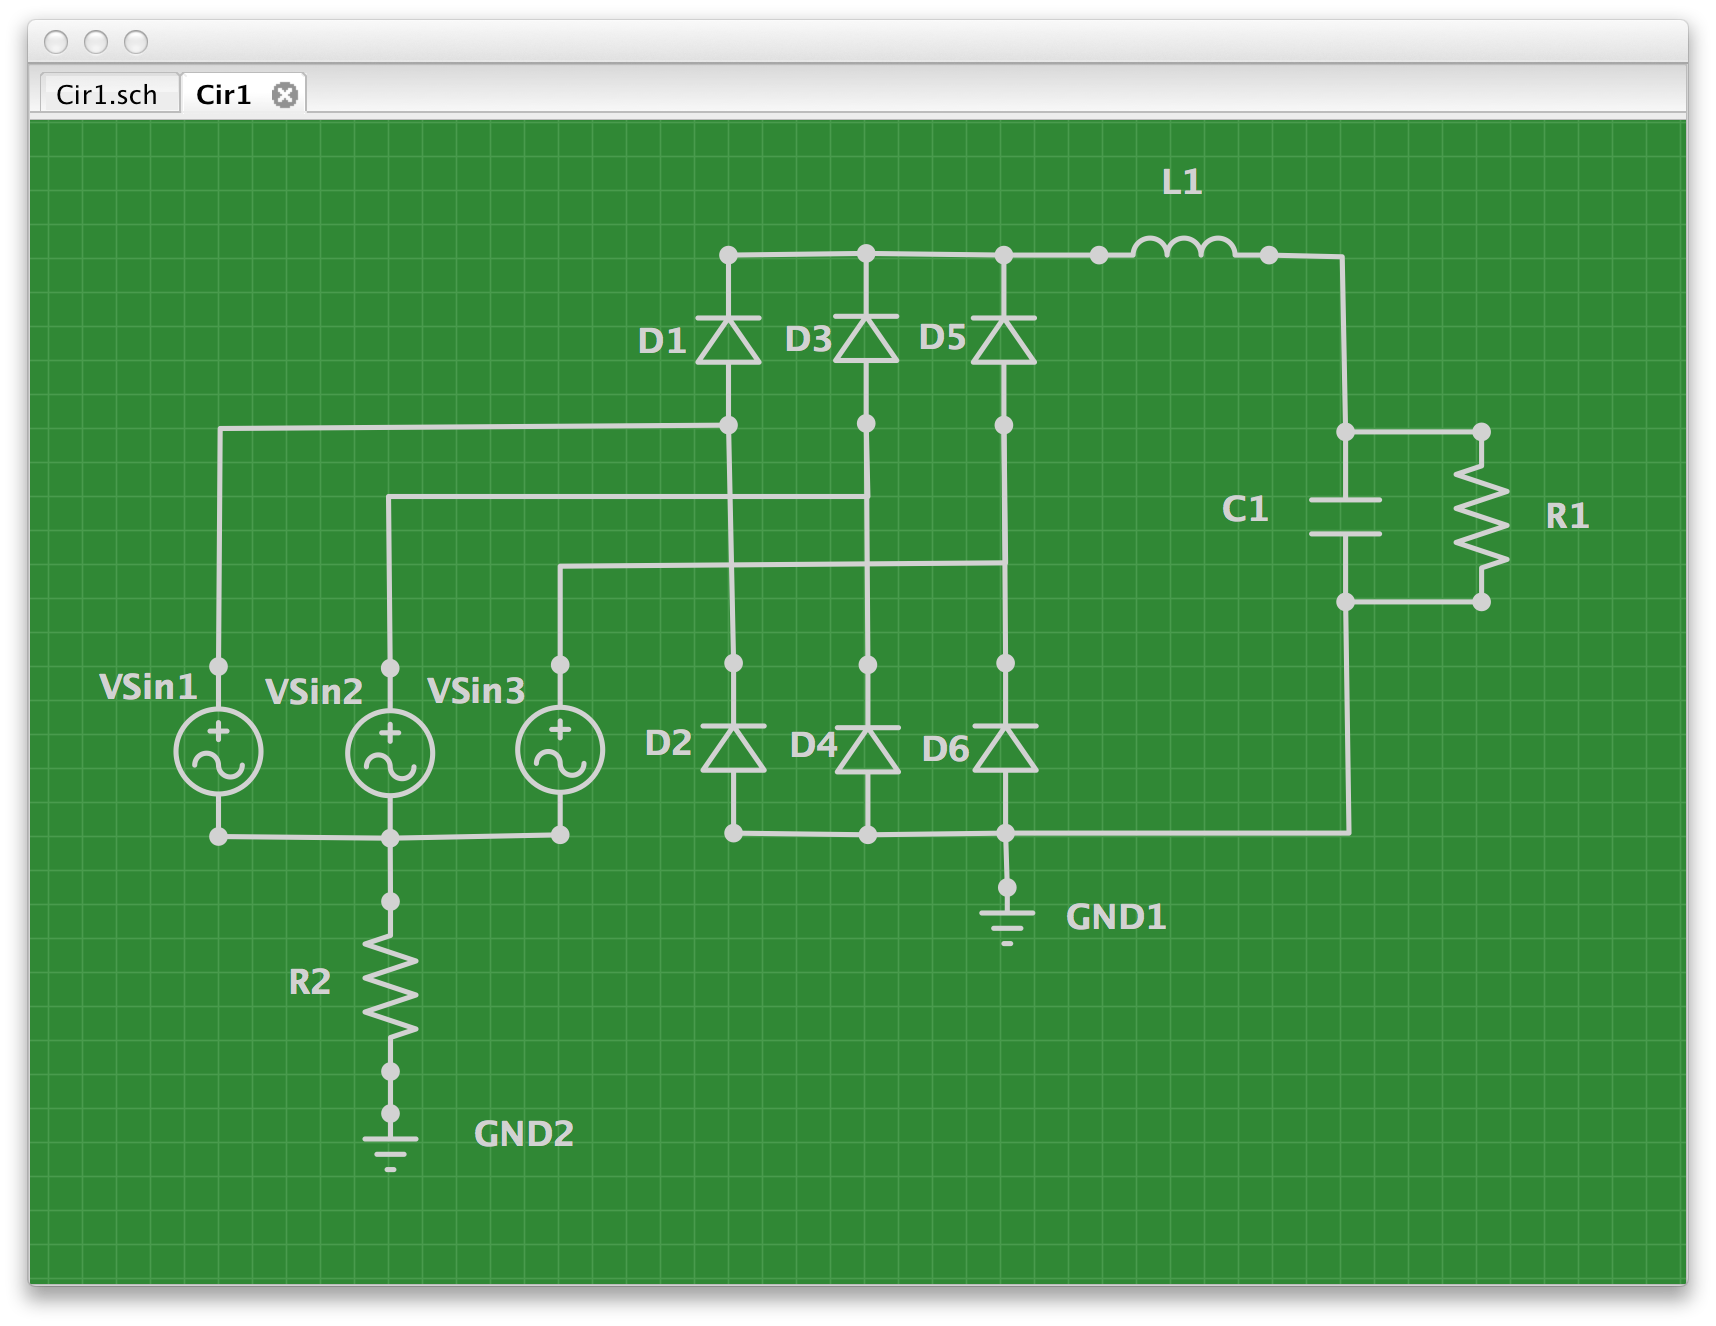 Cir1.sch
Cir1
L1
D1
D3
D5
C1
R1
VSin1
VSin2
VSin3
D2
D4
D6
GND1
R2
GND2